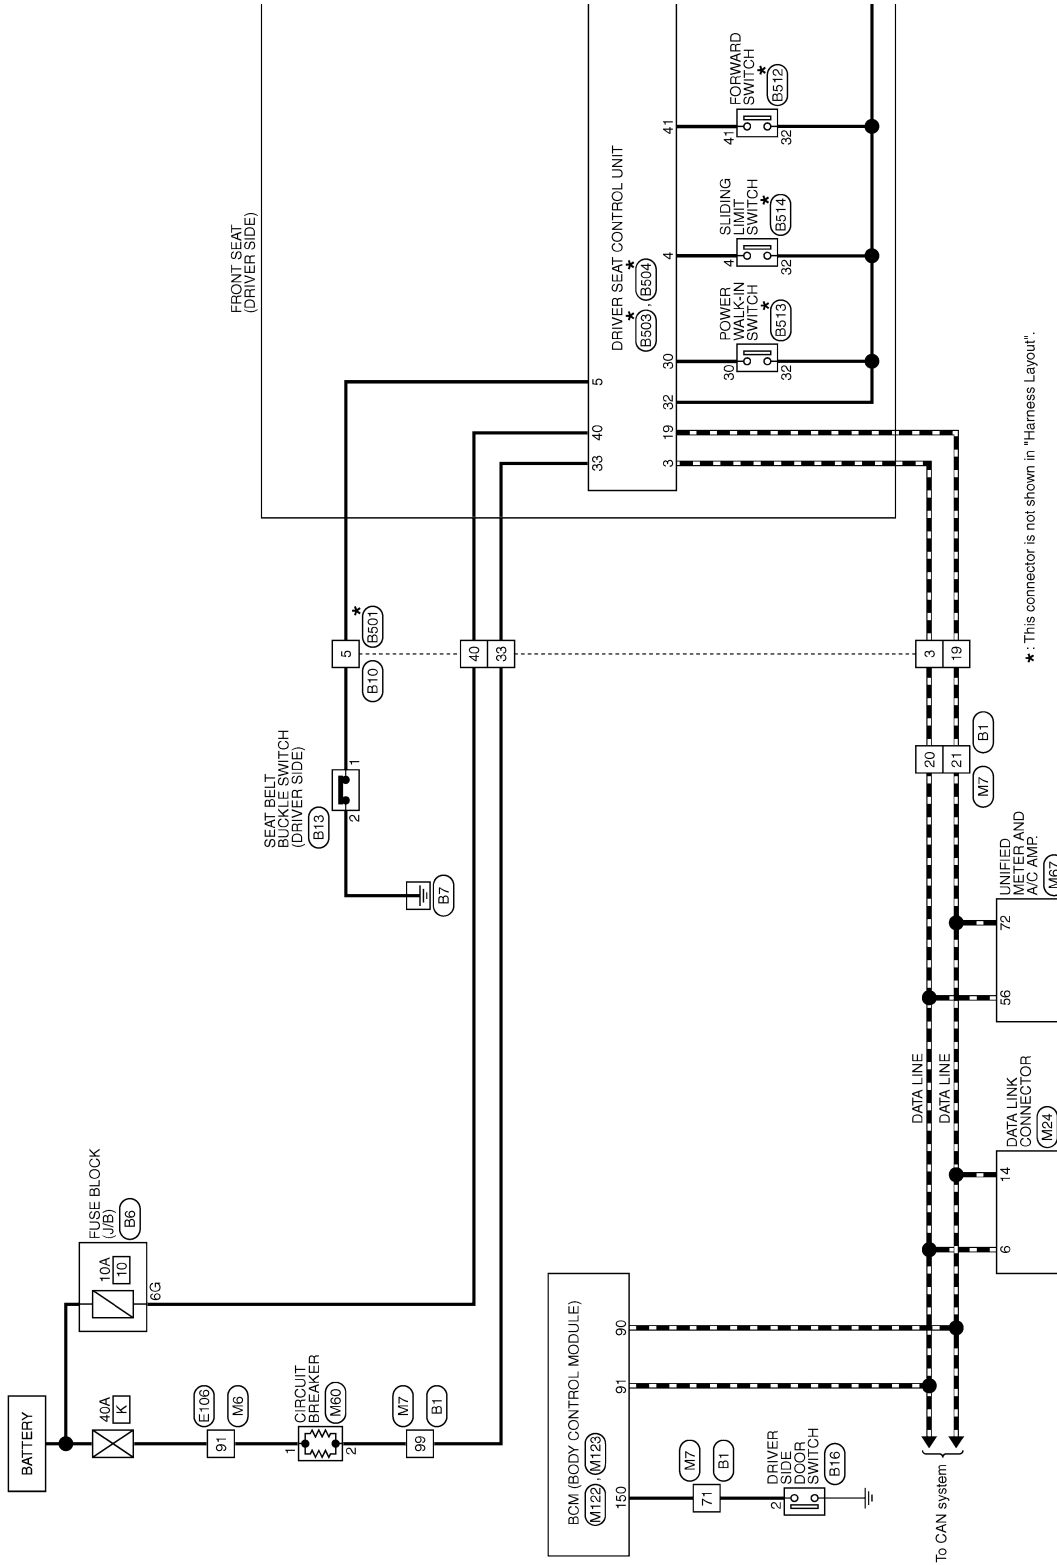 BATTERY
40A
K
91
E106
M6
CIRCUIT
BREAKER
M60
1
2
99
M7
B1
FUSE BLOCK
(J/B)
B6
10A
10
6G
SEAT BELT
BUCKLE SWITCH
(DRIVER SIDE)
B13
2
1
B7
5
B10
B501
*
40
33
FRONT SEAT
(DRIVER SIDE)
DRIVER SEAT CONTROL UNIT
B503 * , B504 *
33
40
5
3
19
32
30
4
41
POWER
WALK-IN
SWITCH
B513
*
30
32
SLIDING
LIMIT
SWITCH
B514
*
4
32
FORWARD
SWITCH
B512
*
41
32
BCM (BODY CONTROL MODULE)
M122 , M123
150
91
90
71
M7
B1
DRIVER
SIDE
DOOR
SWITCH
B16
2
To CAN system
DATA LINE
DATA LINE
DATA LINK
CONNECTOR
M24
6
14
UNIFIED
METER AND
A/C AMP.
M67
56
72
20
21
M7
B1
3
19
* : This connector is not shown in "Harness Layout".